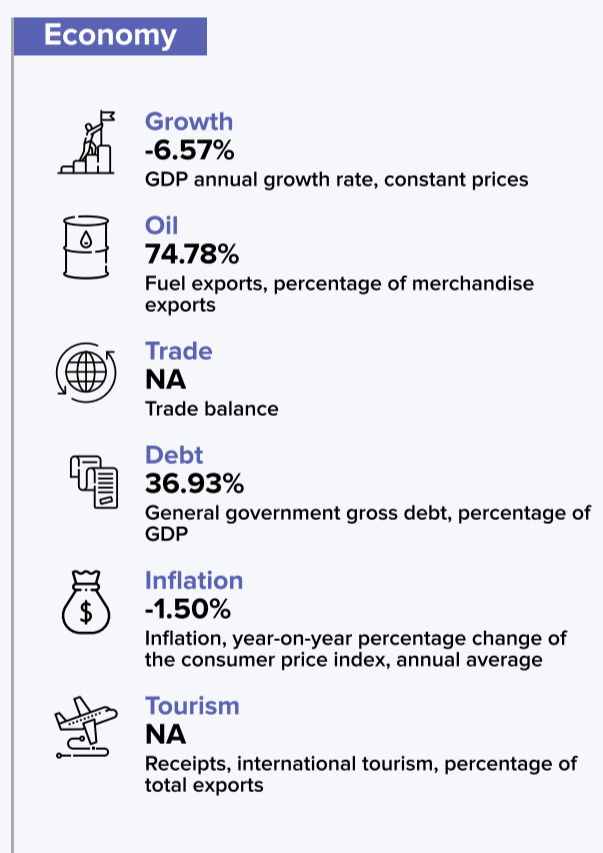 Economy
Growth
-6.57%
GDP annual growth rate, constant prices
Oil
74.78%
Fuel exports, percentage of merchandise
exports
Trade
NA
Trade balance
Debt
36.93%
General government gross debt, percentage of
GDP
$
Inflation
-1.50%
Inflation, year-on-year percentage change of
the consumer price index, annual average
Tourism
NA
Receipts, international tourism, percentage of
total exports